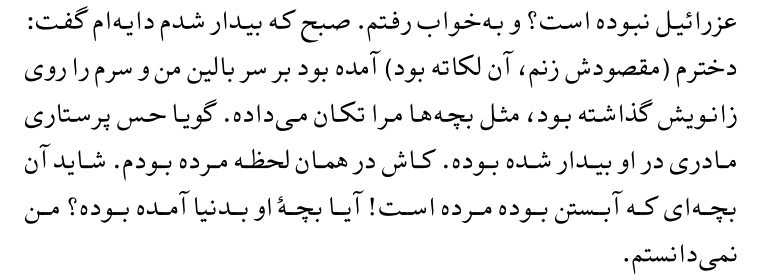 عزرائیل نبوده است؟ و به‌خواب رفتم. صبح که بیدار شدم دایه‌ام گفت:
دخترم (مقصودش زنم، آن لکاته بود) آمده بود بر سر بالین من و سرم را روی
زانویش گذاشته بود، مثل بچه‌ها مرا تکان می‌داده. گویا حس پرستاری
مادری در او بیدار شده بوده. کاش در همان لحظه مرده بودم. شاید آن
بچه‌ای که آبستن بوده مرده است! آیا بچهٔ او بدنیا آمده بوده؟ من
نمی‌دانستم.